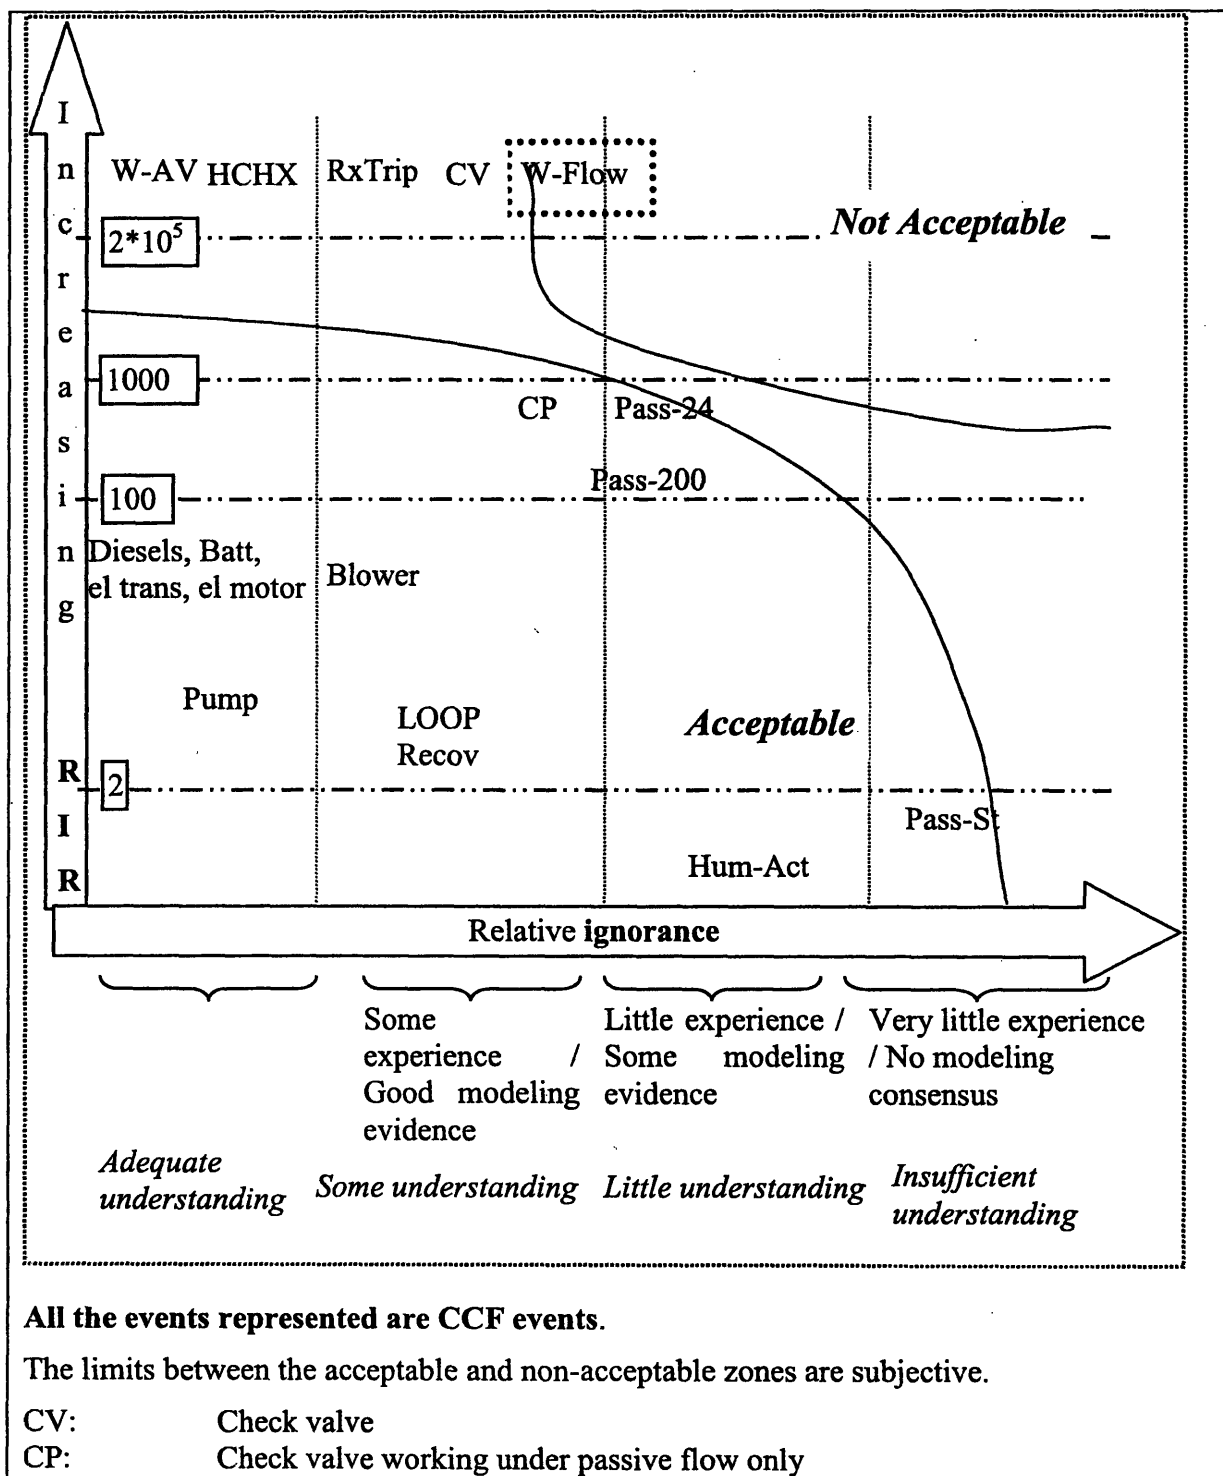 Increasing RIR
W-AV HCHX RxTrip CV W-Flow
Not Acceptable
2*10⁵
1000
CP Pass-24
Pass-200
100
Diesels, Batt,
el trans, el motor
Blower
Pump
LOOP
Recov
Acceptable
2
Pass-St
Hum-Act
Relative ignorance
Some
experience /
Good modeling
evidence
Little experience /
Some modeling
evidence
Very little experience
/ No modeling
consensus
Adequate
understanding
Some understanding
Little understanding
Insufficient
understanding
All the events represented are CCF events.
The limits between the acceptable and non-acceptable zones are subjective.
CV: Check valve
CP: Check valve working under passive flow only